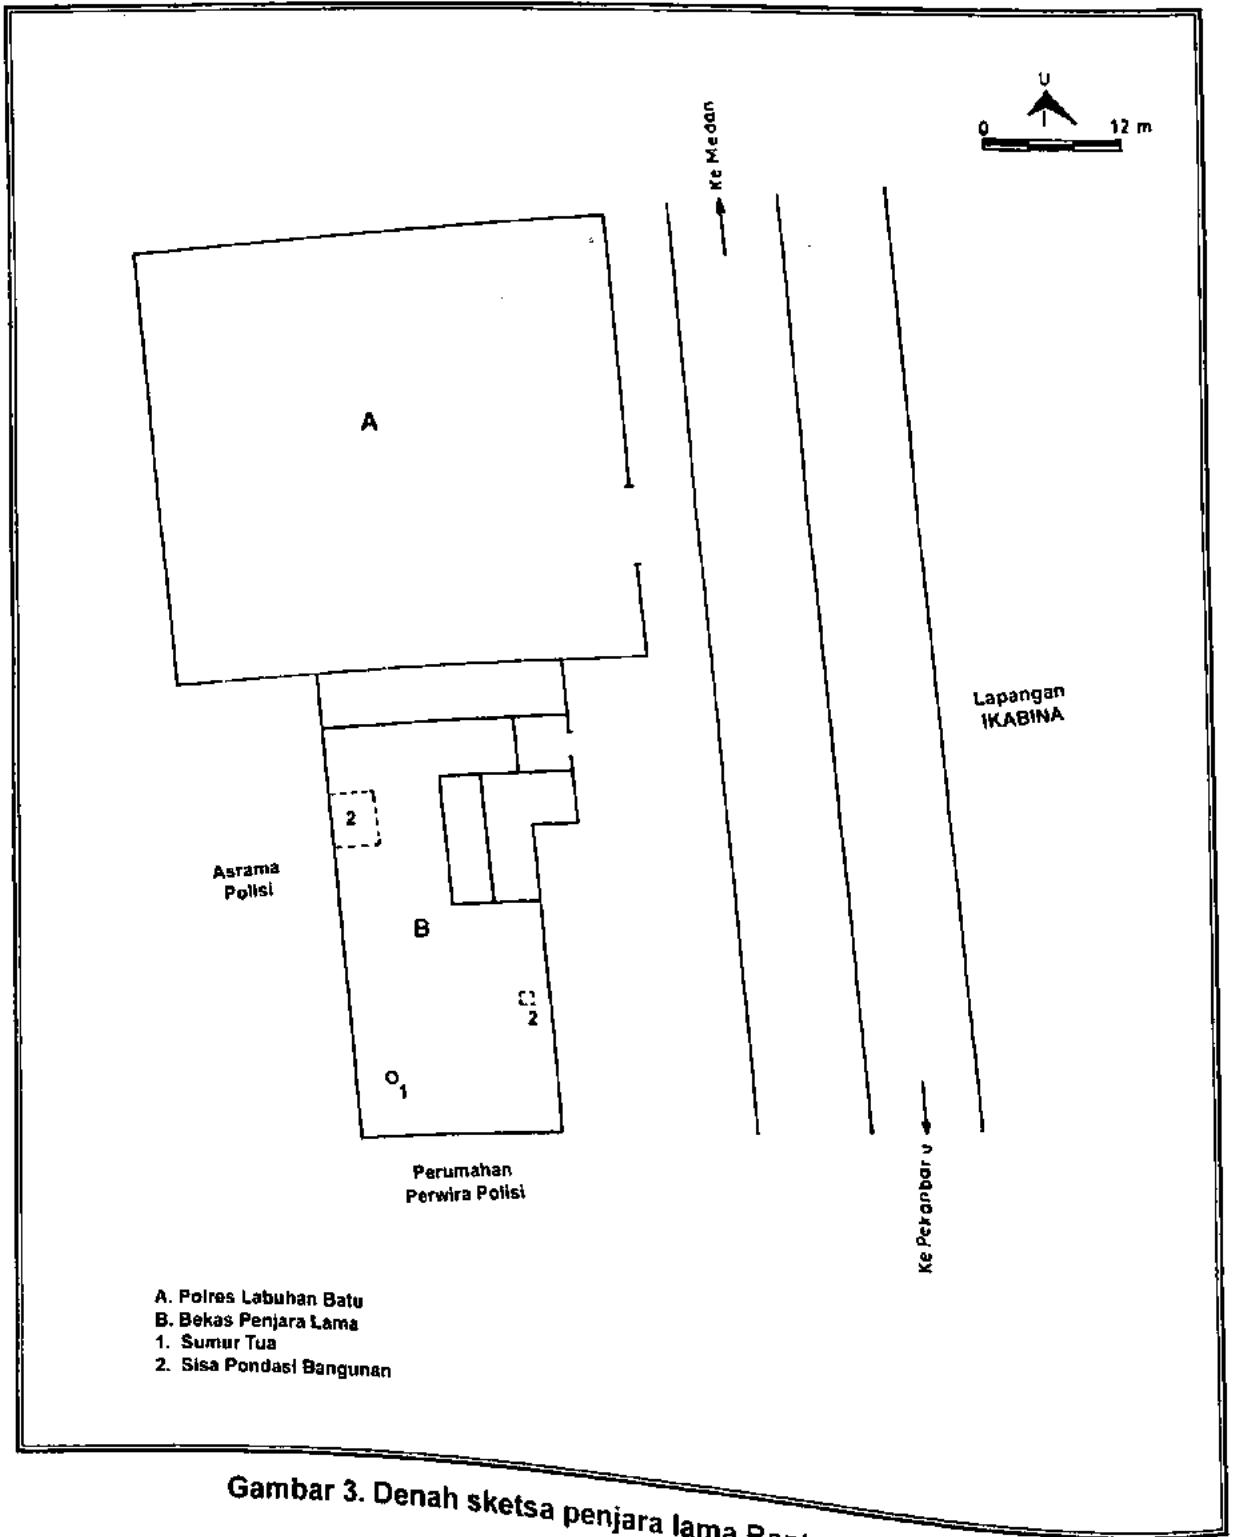 U
0 12 m
Ke Medan
A
Lapangan
IKABINA
2
Asrama
Polisi
B
2
1
Perumahan
Perwira Polisi
Ke Pekanbaru
A. Polres Labuhan Batu
B. Bekas Penjara Lama
1. Sumur Tua
2. Sisa Pondasi Bangunan
Gambar 3. Denah sketsa penjara lama